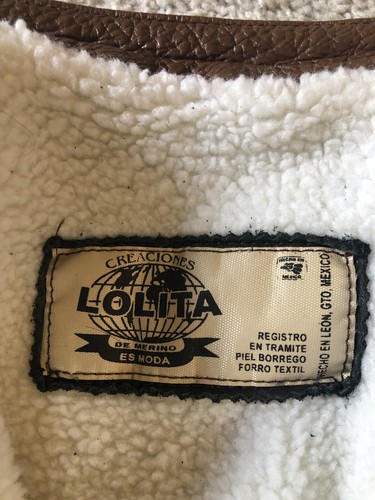 CREACIONES
LOLITA
DE MERINO
ES MODA
HECHO EN
MEXICO
REGISTRO
EN TRAMITE
PIEL BORREGO
FORRO TEXTIL
HECHO EN LEON, GTO. MEXICO